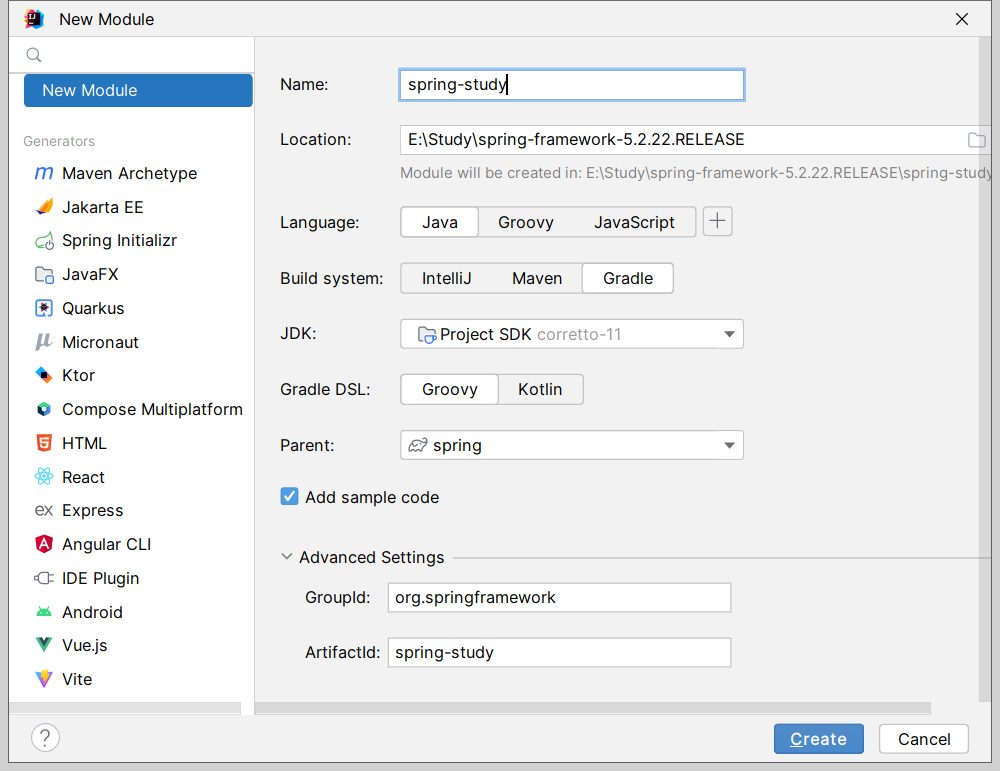 New Module
New Module
Generators
Maven Archetype
Jakarta EE
Spring Initializr
JavaFX
Quarkus
Micronaut
Ktor
Compose Multiplatform
HTML
React
Express
Angular CLI
IDE Plugin
Android
Vue.js
Vite
Name: spring-study
Location: E:\Study\spring-framework-5.2.22.RELEASE
Module will be created in: E:\Study\spring-framework-5.2.22.RELEASE\spring-study
Language: Java Groovy JavaScript
Build system: IntelliJ Maven Gradle
JDK: Project SDK corretto-11
Gradle DSL: Groovy Kotlin
Parent: spring
Add sample code
Advanced Settings
GroupId: org.springframework
ArtifactId: spring-study
? Create Cancel